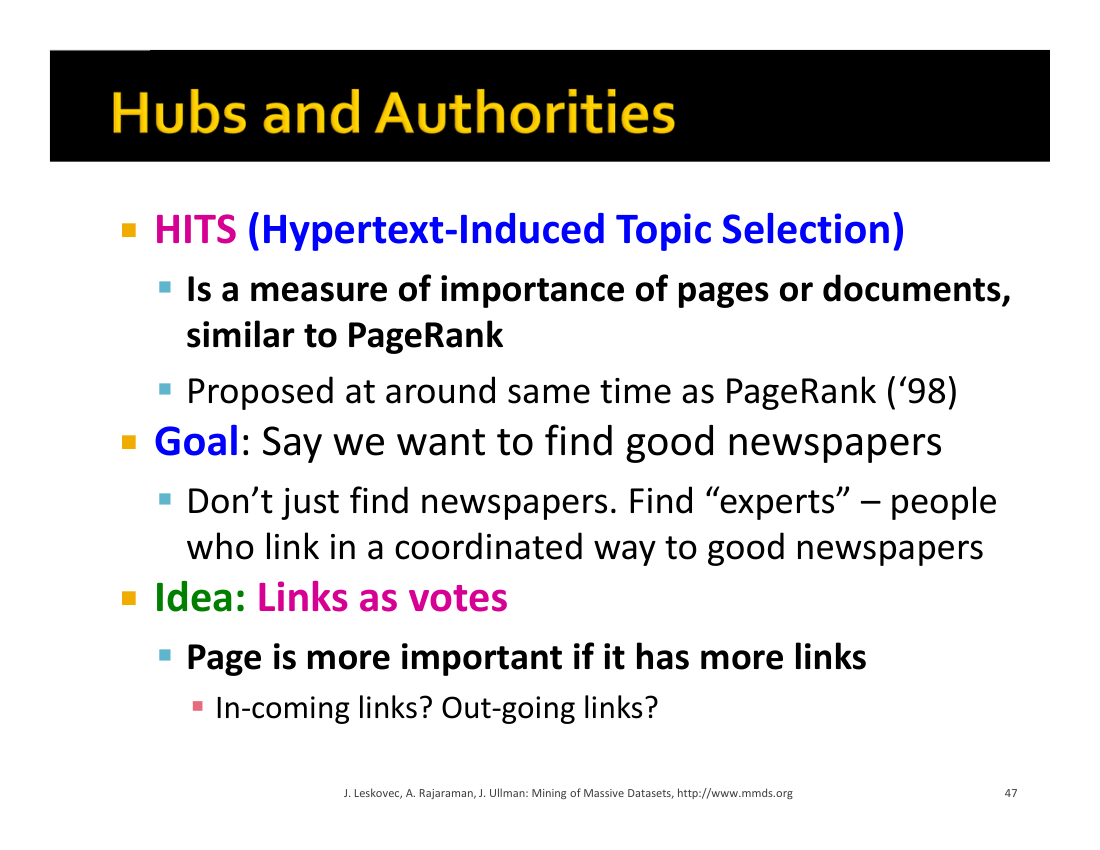 Hubs and Authorities
HITS (Hypertext-Induced Topic Selection)
Is a measure of importance of pages or documents,
similar to PageRank
Proposed at around same time as PageRank (‘98)
Goal: Say we want to find good newspapers
Don’t just find newspapers. Find “experts” – people
who link in a coordinated way to good newspapers
Idea: Links as votes
Page is more important if it has more links
In-coming links? Out-going links?
J. Leskovec, A. Rajaraman, J. Ullman: Mining of Massive Datasets, http://www.mmds.org
47